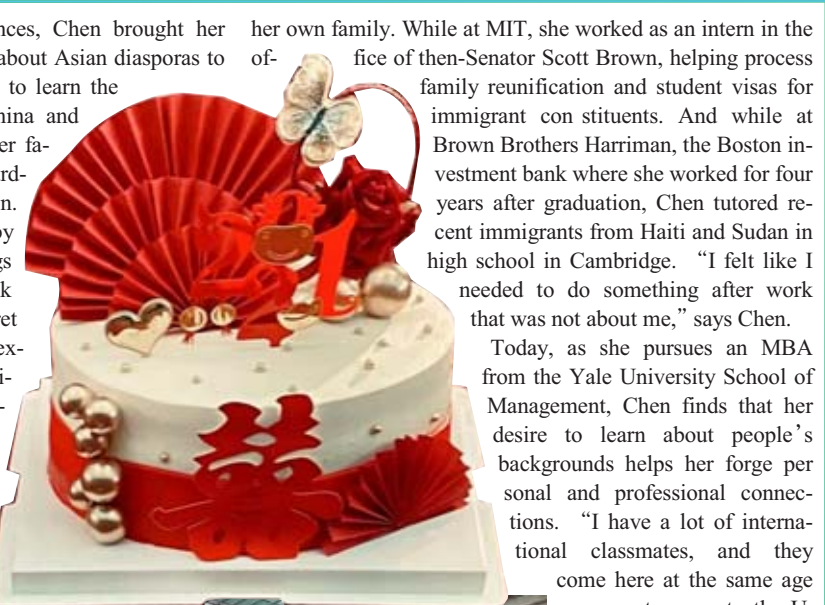 nces, Chen brought her
about Asian diasporas to
to learn the
hina and
er fa-
rd-
n.
by
gs
k
ret
ex-
i-
-
her own family. While at MIT, she worked as an intern in the
of- fice of then-Senator Scott Brown, helping process
family reunification and student visas for
immigrant con stituents. And while at
Brown Brothers Harriman, the Boston in-
vestment bank where she worked for four
years after graduation, Chen tutored re-
cent immigrants from Haiti and Sudan in
high school in Cambridge. “I felt like I
needed to do something after work
that was not about me,” says Chen.
Today, as she pursues an MBA
from the Yale University School of
Management, Chen finds that her
desire to learn about people’s
backgrounds helps her forge per
sonal and professional connec-
tions. “I have a lot of interna-
tional classmates, and they
come here at the same age